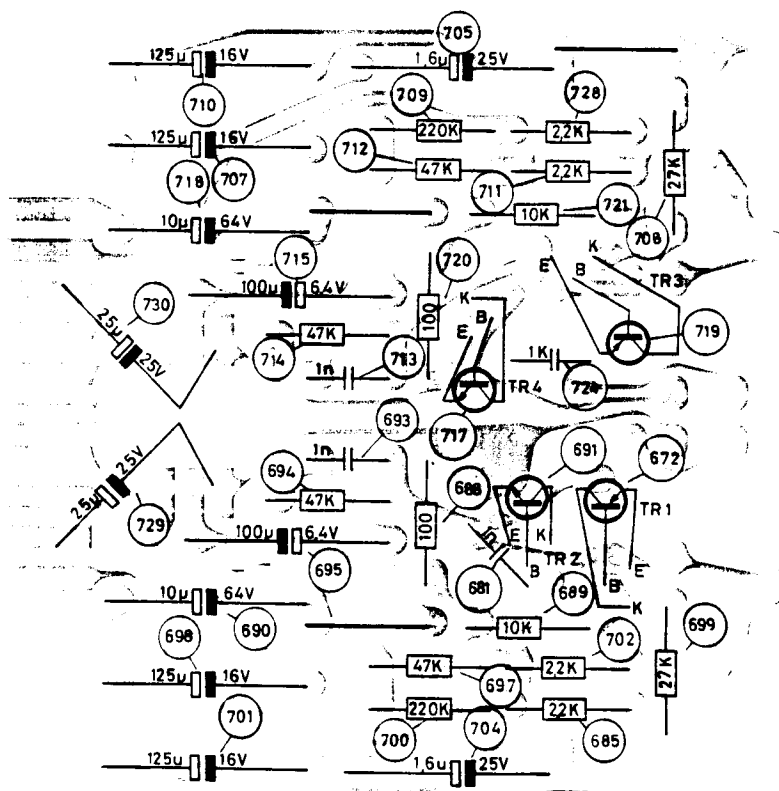 705
125µ 16V
1,6µ 25V
710
709
728
220K
2,2K
125µ 16V
712
47K
2,2K
27K
718
707
711
10K
721
708
10µ 64V
715
720
K
K
E
B
TR3
730
100µ 6,4V
100
E
B
719
25µ
25V
714
47K
1n
713
1K
724
TR4
717
693
1n
691
672
694
47K
688
TR1
25µ
25V
729
100
1n
E
K
TR2
B
B
E
K
100µ 6,4V
695
681
689
10µ 64V
690
10K
702
699
698
47K
22K
27K
125µ 16V
697
701
220K
22K
700
704
685
125µ 16V
1,6µ 25V